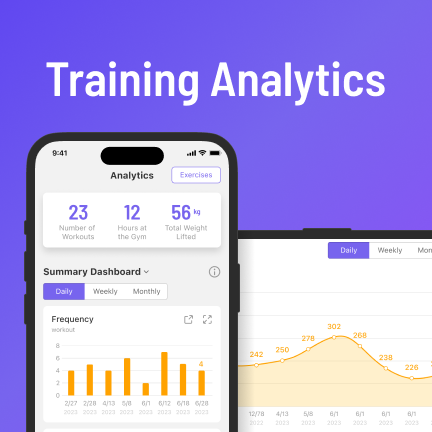 Training Analytics
9:41
Analytics
Exercises
23
12
56 kg
Number of
Workouts
Hours at
the Gym
Total Weight
Lifted
Summary Dashboard
Daily
Weekly
Monthly
Frequency
workout
8
6
4
2
0
4
2/27
2/28
4/13
5/8
6/1
6/12
6/18
6/28
2023
2023
2023
2023
2023
2023
2023
2023
Daily
Weekly
Mon
242
250
278
302
268
238
226
12/78
4/13
5/8
6/1
6/1
6/1
6/1
2022
2023
2023
2023
2023
2023
2023